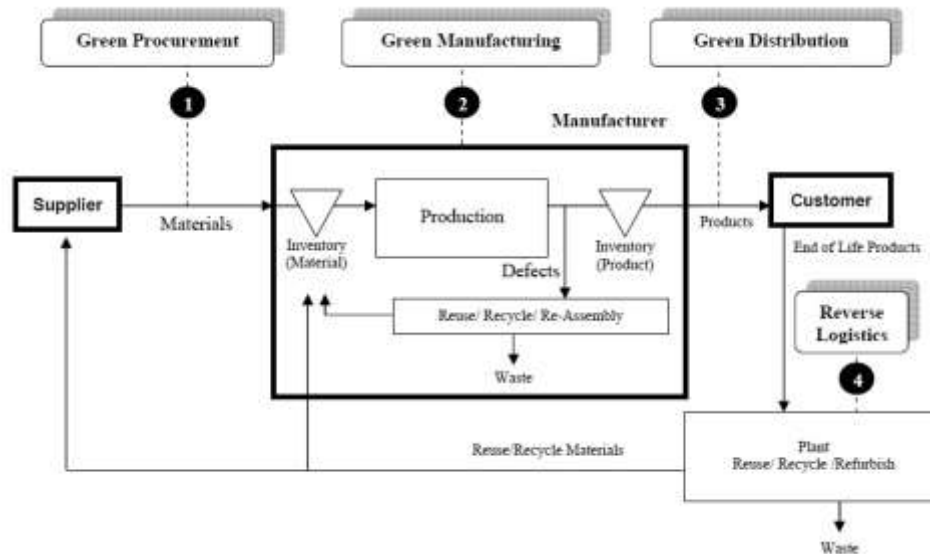 Green Procurement
Green Manufacturing
Green Distribution
1
2
3
Manufacturer
Supplier
Materials
Inventory
(Material)
Production
Defects
Inventory
(Product)
Products
Customer
End of Life Products
Reuse/ Recycle/ Re-Assembly
Waste
Reverse
Logistics
4
Reuse/Recycle Materials
Plant
Reuse/ Recycle /Refurbish
Waste